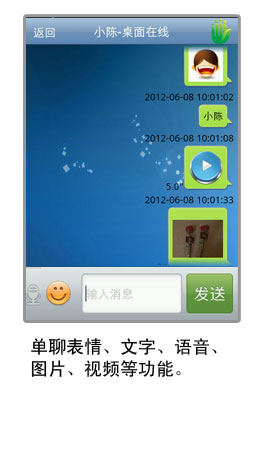 返回
小陈-桌面在线
2012-06-08 10:01:02
小陈
2012-06-08 10:01:08
5.0"
2012-06-08 10:01:33
输入消息
发送
单聊表情、文字、语音、
图片、视频等功能。